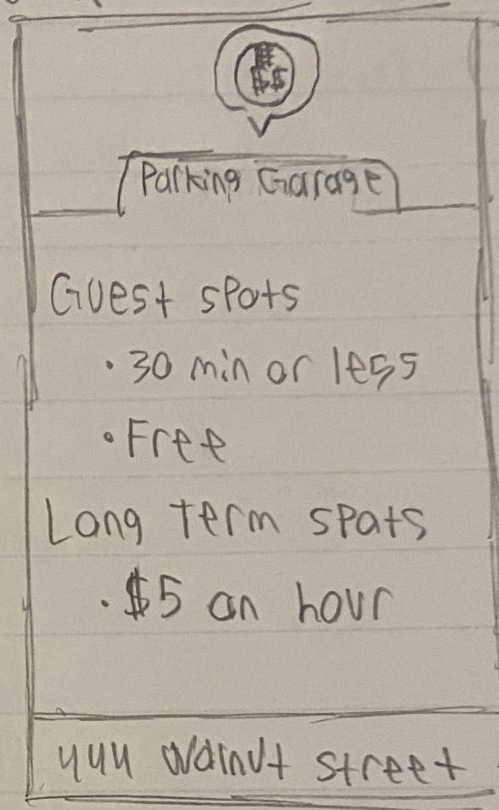 $$
Parking Garage
Guest spots
· 30 min or less
· Free
Long Term spots
· $5 an hour
444 Walnut street